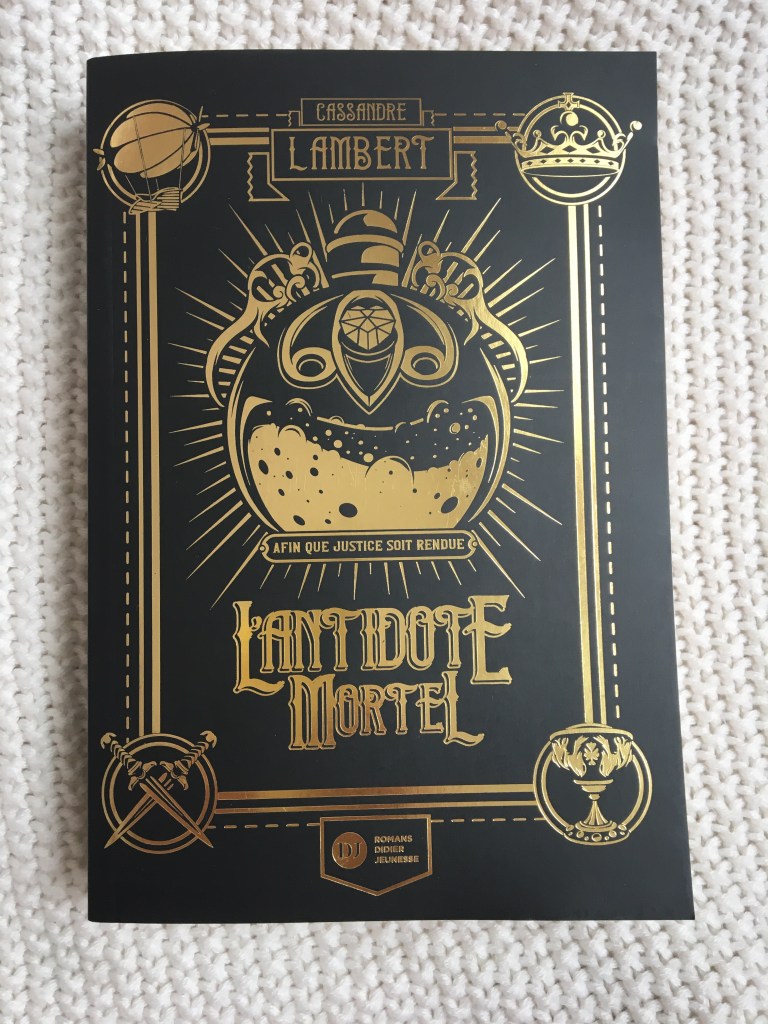 CASSANDRE
LAMBERT
AFIN QUE JUSTICE SOIT RENDUE
L'ANTIDOTE
MORTEL
DJ
ROMANS
DIDIER
JEUNESSE